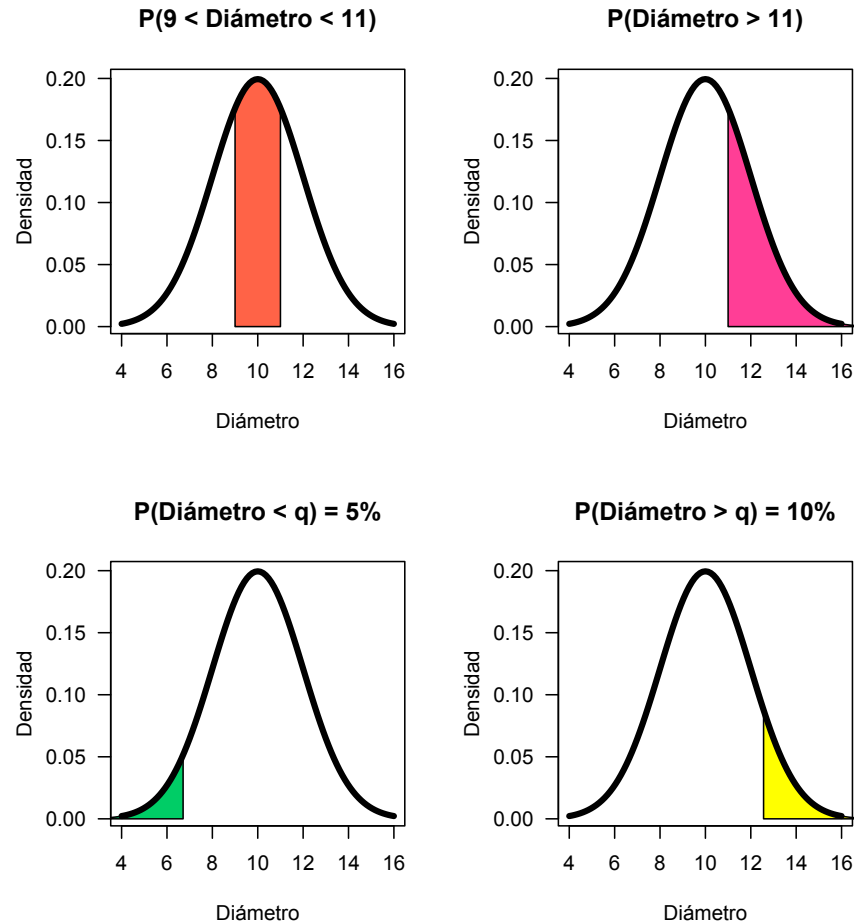 P(9 < Diámetro < 11)
Densidad
0.20
0.15
0.10
0.05
0.00
4 6 8 10 12 14 16
Diámetro
P(Diámetro > 11)
Densidad
0.20
0.15
0.10
0.05
0.00
4 6 8 10 12 14 16
Diámetro
P(Diámetro < q) = 5%
Densidad
0.20
0.15
0.10
0.05
0.00
4 6 8 10 12 14 16
Diámetro
P(Diámetro > q) = 10%
Densidad
0.20
0.15
0.10
0.05
0.00
4 6 8 10 12 14 16
Diámetro